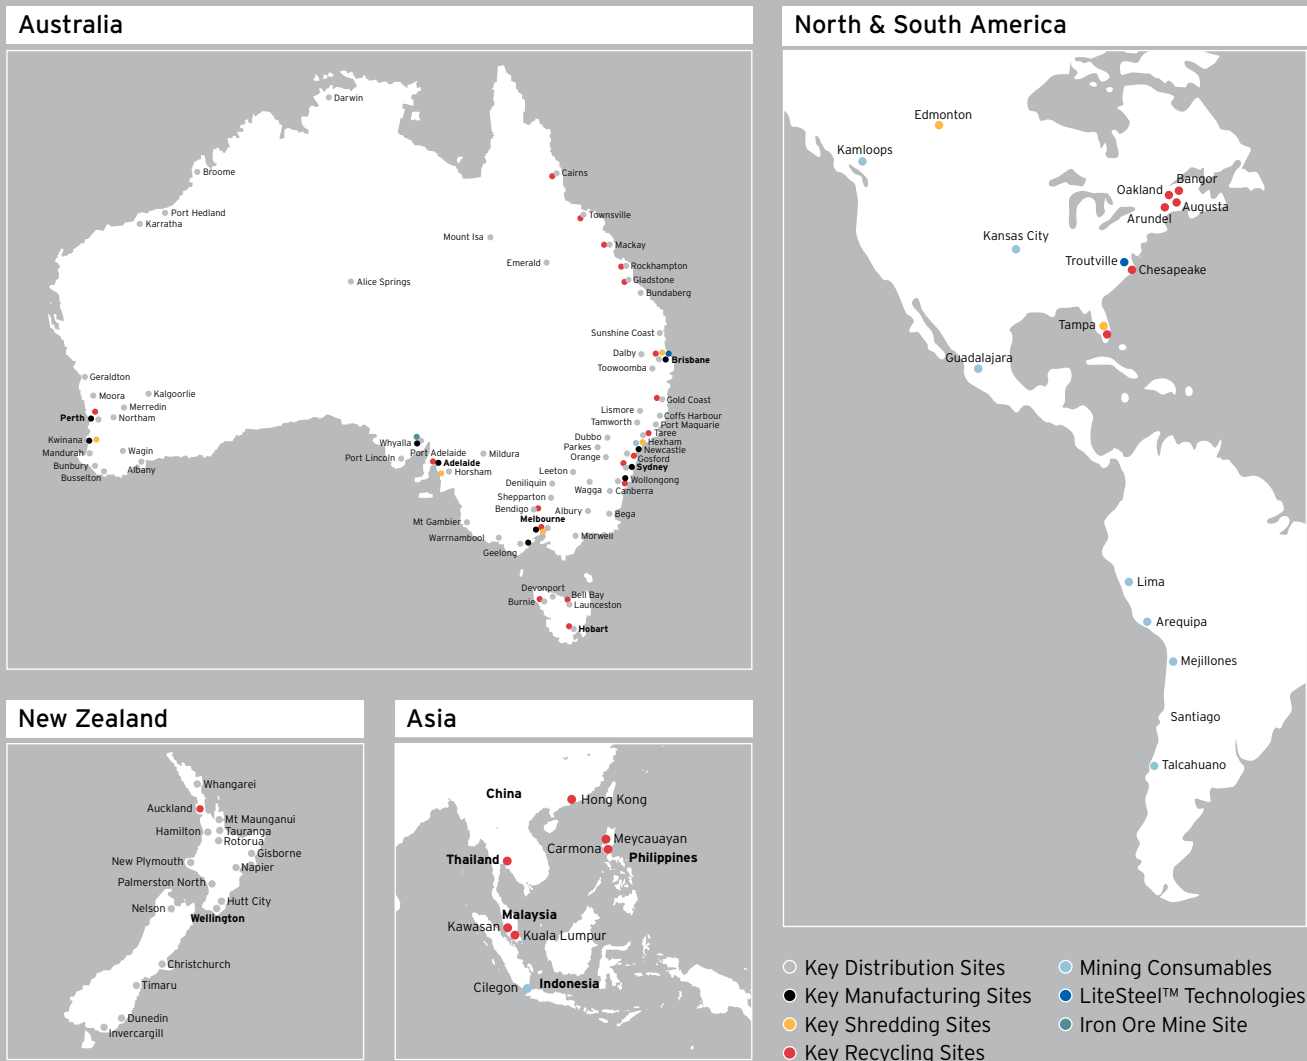 Australia
Darwin
Broome
Cairns
Port Hedland
Karratha
Townsville
Mount Isa
Mackay
Emerald
Rockhampton
Alice Springs
Gladstone
Bundaberg
Sunshine Coast
Dalby
Brisbane
Toowoomba
Geraldton
Moora
Kalgoorlie
Gold Coast
Merredin
Lismore
Perth
Northam
Coffs Harbour
Tamworth
Port Maquarie
Taree
Kwinana
Dubbo
Hexham
Whyalla
Parkes
Newcastle
Mandurah
Wagin
Port Adelaide
Mildura
Orange
Gosford
Port Lincoln
Adelaide
Sydney
Bunbury
Albany
Horsham
Leeton
Busselton
Wollongong
Deniliquin
Wagga
Canberra
Shepparton
Bendigo
Albury
Bega
Melbourne
Mt Gambier
Warrnambool
Morwell
Geelong
Devonport
Bell Bay
Burnie
Launceston
Hobart
North & South America
Edmonton
Kamloops
Bangor
Oakland
Augusta
Arundel
Kansas City
Troutville
Chesapeake
Tampa
Guadalajara
Lima
Arequipa
Mejillones
Santiago
Talcahuano
New Zealand
Whangarei
Auckland
Mt Maunganui
Hamilton
Tauranga
Rotorua
Gisborne
New Plymouth
Napier
Palmerston North
Hutt City
Nelson
Wellington
Christchurch
Timaru
Dunedin
Invercargill
Asia
China
Hong Kong
Meycauayan
Carmona
Philippines
Thailand
Malaysia
Kawasan
Kuala Lumpur
Cilegon
Indonesia
Key Distribution Sites
Key Manufacturing Sites
Key Shredding Sites
Key Recycling Sites
Mining Consumables
LiteSteel™ Technologies
Iron Ore Mine Site